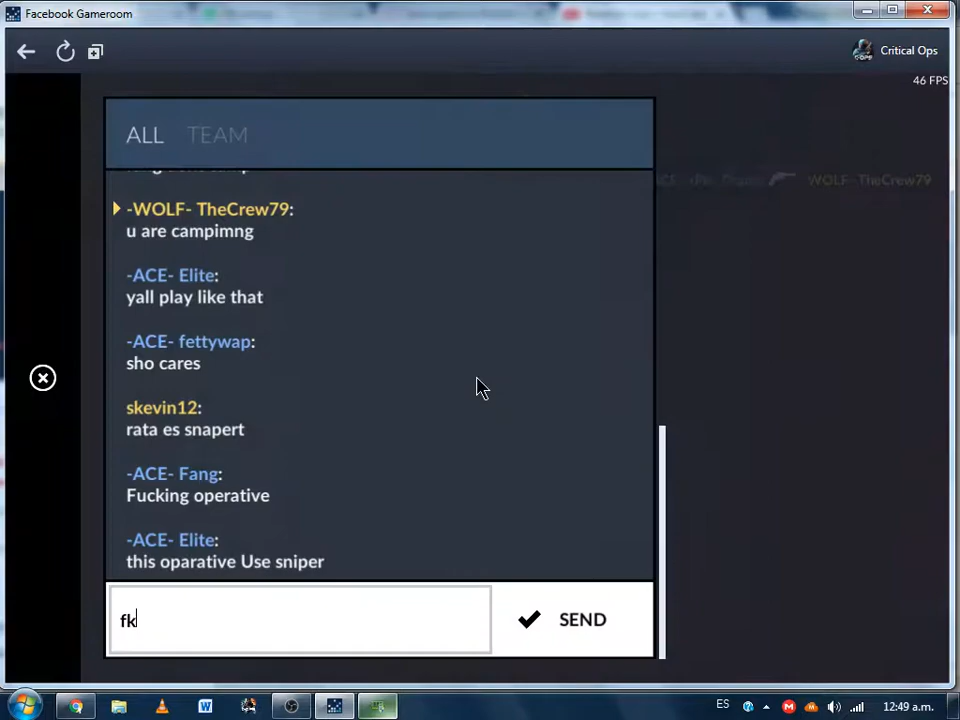 Facebook Gameroom
Critical Ops
46 FPS
ALL TEAM
WOLF- TheCrew79
-WOLF- TheCrew79:
u are campimng
-ACE- Elite:
yall play like that
-ACE- fettywap:
sho cares
skevin12:
rata es snapert
-ACE- Fang:
Fucking operative
-ACE- Elite:
this oparative Use sniper
fk
SEND
ES
12:49 a.m.